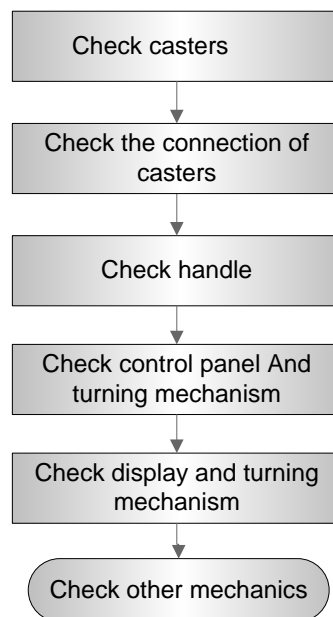 Check casters
Check the connection of
casters
Check handle
Check control panel And
turning mechanism
Check display and turning
mechanism
Check other mechanics